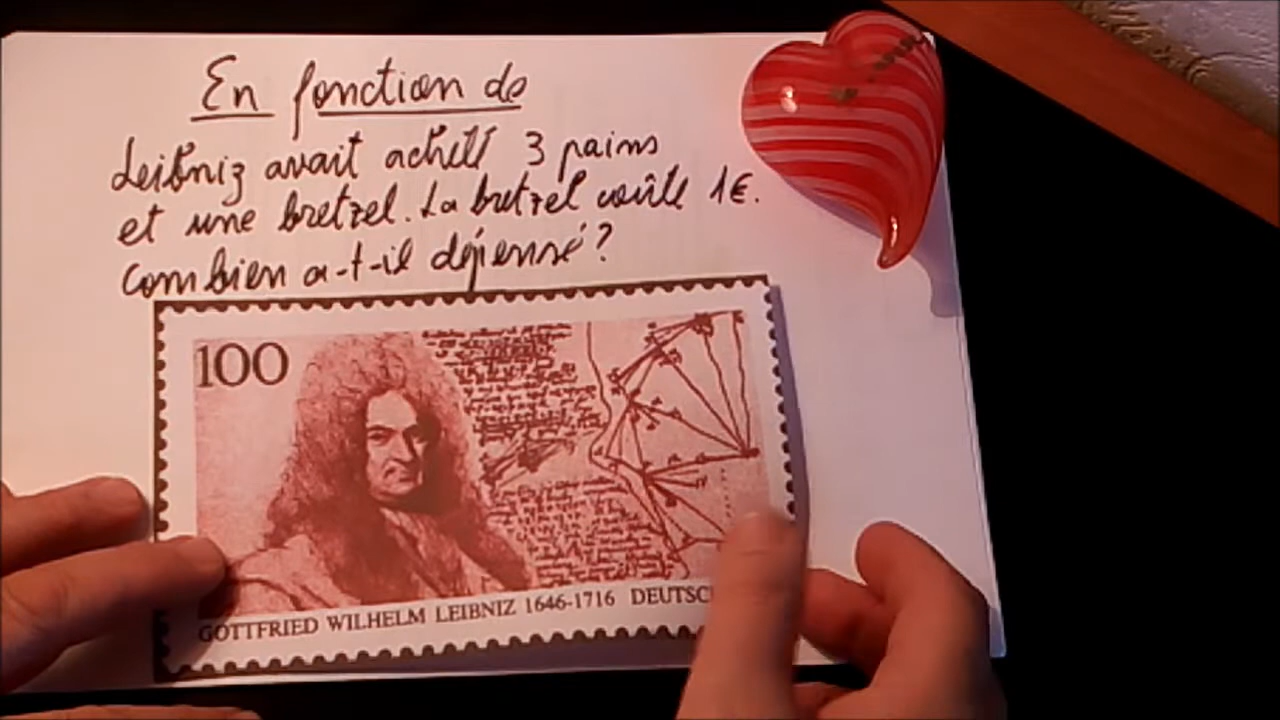 En fonction de
Leibniz avait acheté 3 pains
et une bretzel. La bretzel coûte 1€.
Combien a-t-il dépensé?
100
GOTTFRIED WILHELM LEIBNIZ 1646-1716 DEUTSC